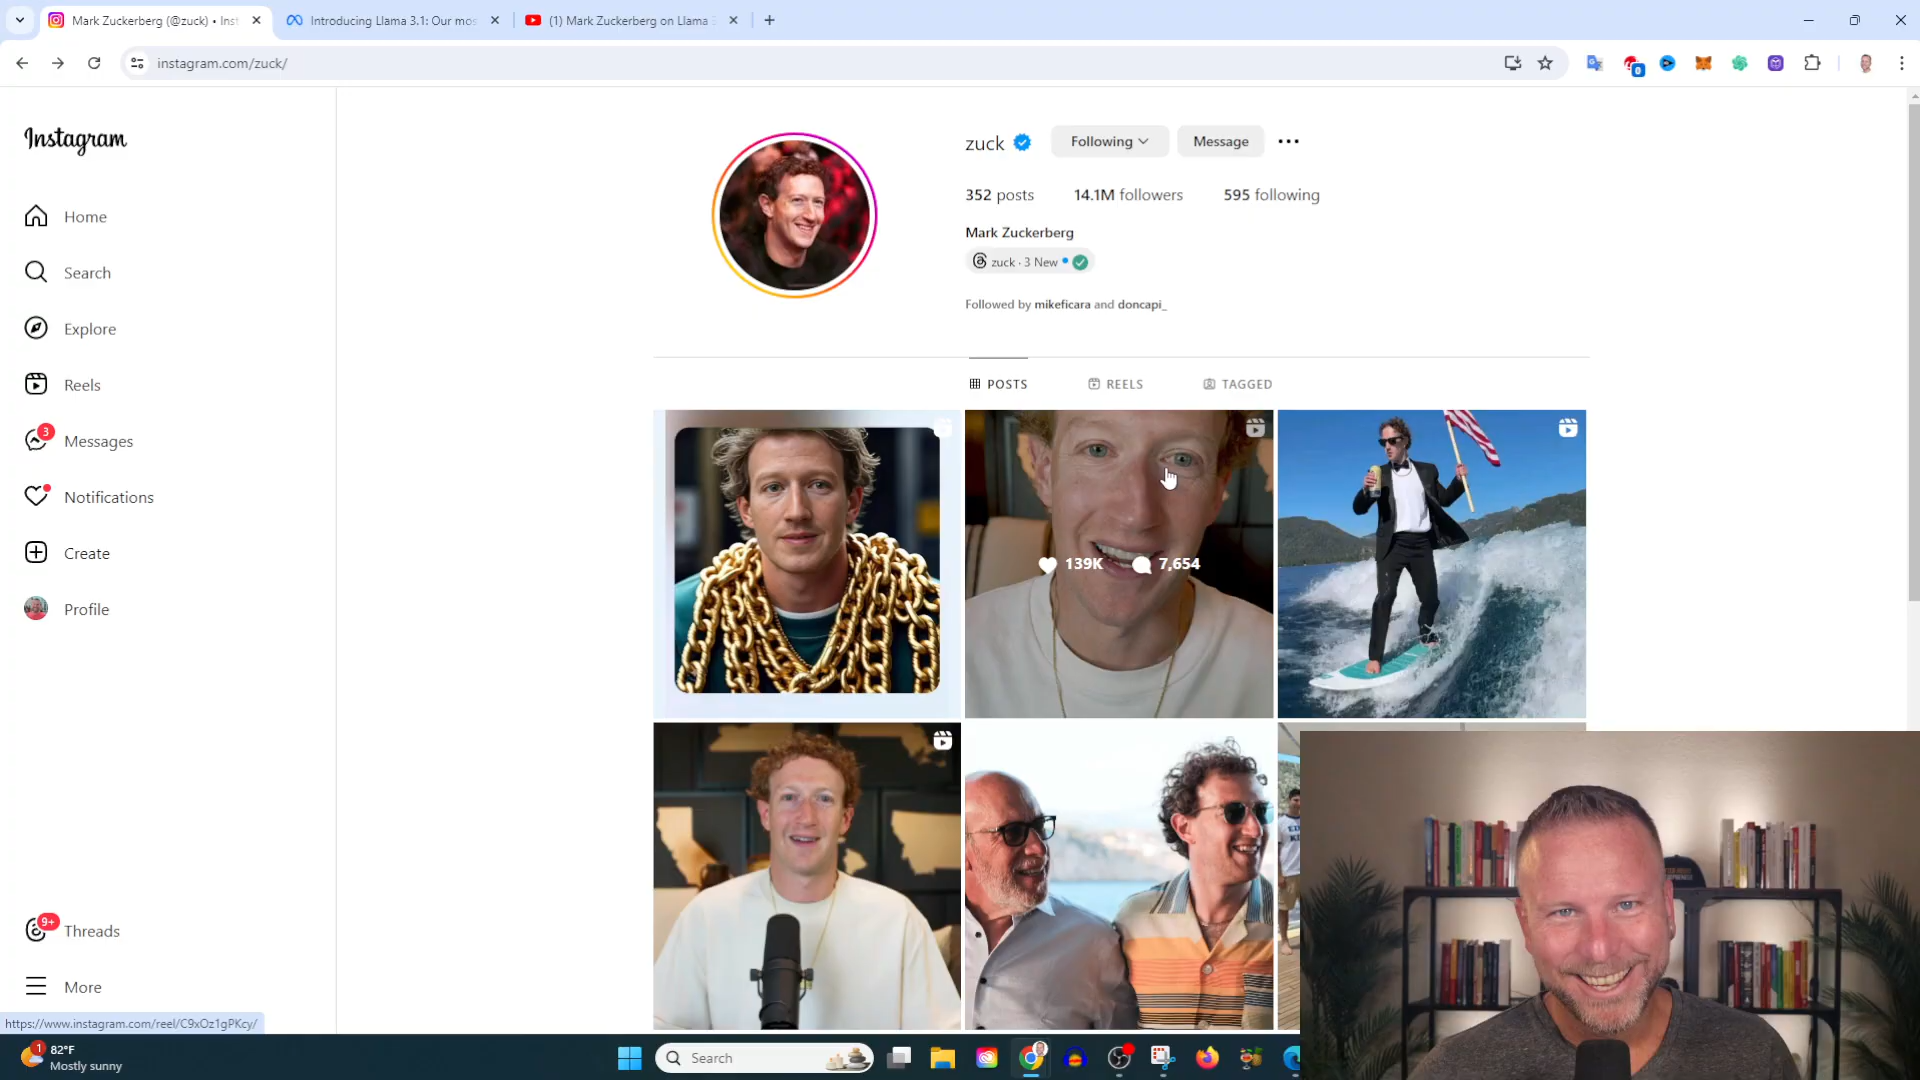 Mark Zuckerberg (@zuck) • Inst
Introducing Llama 3.1: Our mos
(1) Mark Zuckerberg on Llama 3
instagram.com/zuck/
0
Instagram
Home
Search
Explore
Reels
3
Messages
Notifications
Create
Profile
9+
Threads
More
zuck
Following
Message
352 posts
14.1M followers
595 following
Mark Zuckerberg
zuck · 3 New
Followed by mikeficara and doncapi_
POSTS
REELS
TAGGED
139K
7,654
https://www.instagram.com/reel/C9xOz1gPKcy/
1
82°F
Mostly sunny
Search